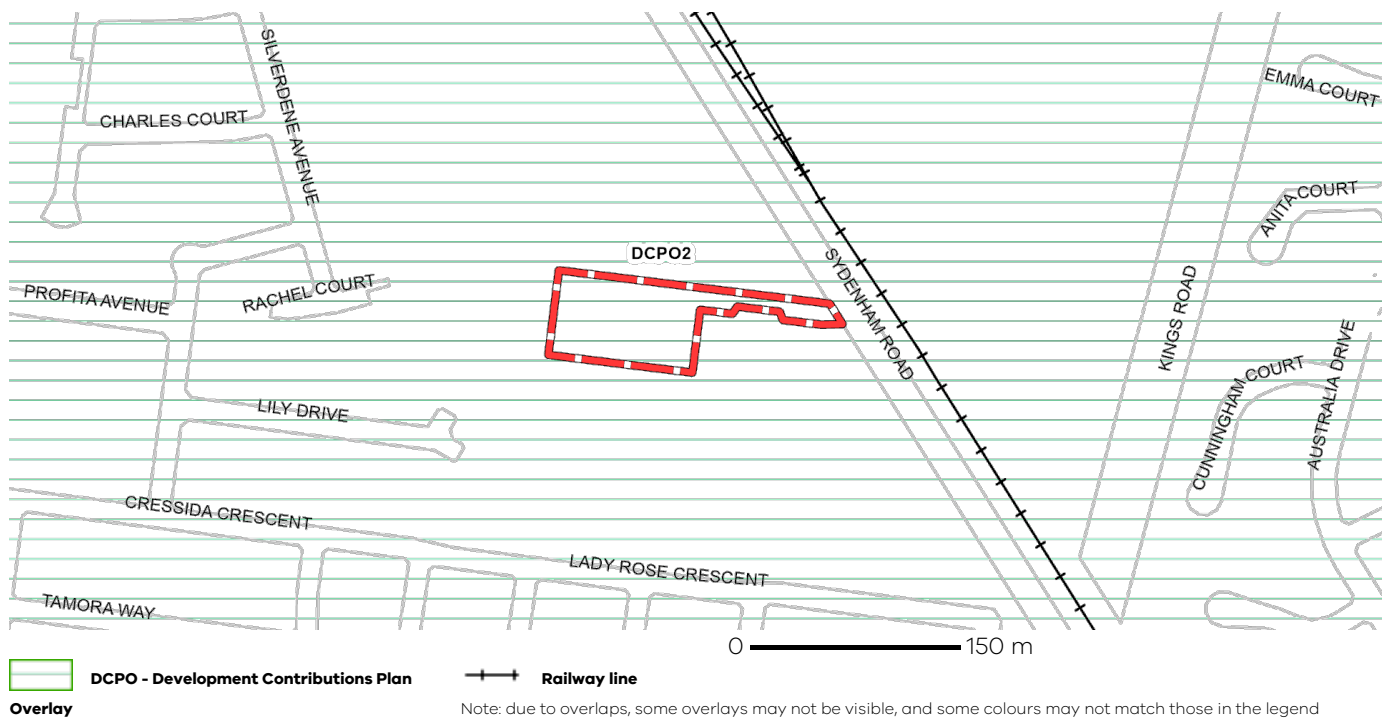 SILVERDENE AVENUE
EMMA COURT
CHARLES COURT
ANITA COURT
DCPO2
SYDENHAM ROAD
PROFITA AVENUE
RACHEL COURT
KINGS ROAD
CUNNINGHAM COURT
AUSTRALIA DRIVE
LILY DRIVE
CRESSIDA CRESCENT
LADY ROSE CRESCENT
TAMORA WAY
0 150 m
DCPO - Development Contributions Plan
Overlay
Railway line
Note: due to overlaps, some overlays may not be visible, and some colours may not match those in the legend